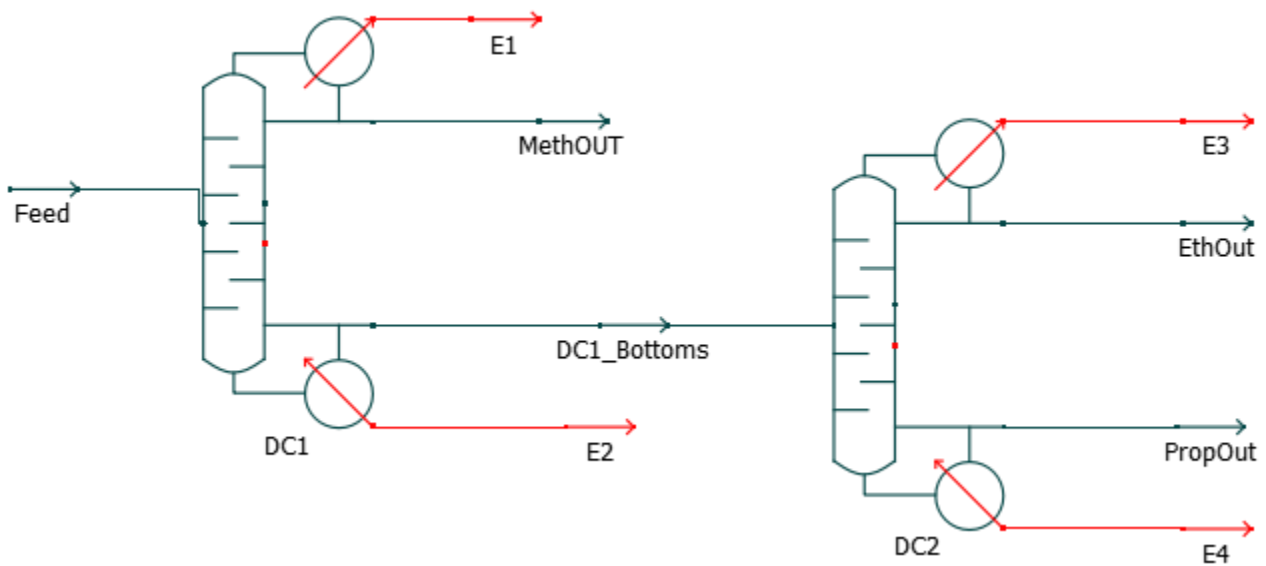 E1
MethOUT
E3
Feed
EthOut
DC1_Bottoms
DC1
E2
PropOut
DC2
E4